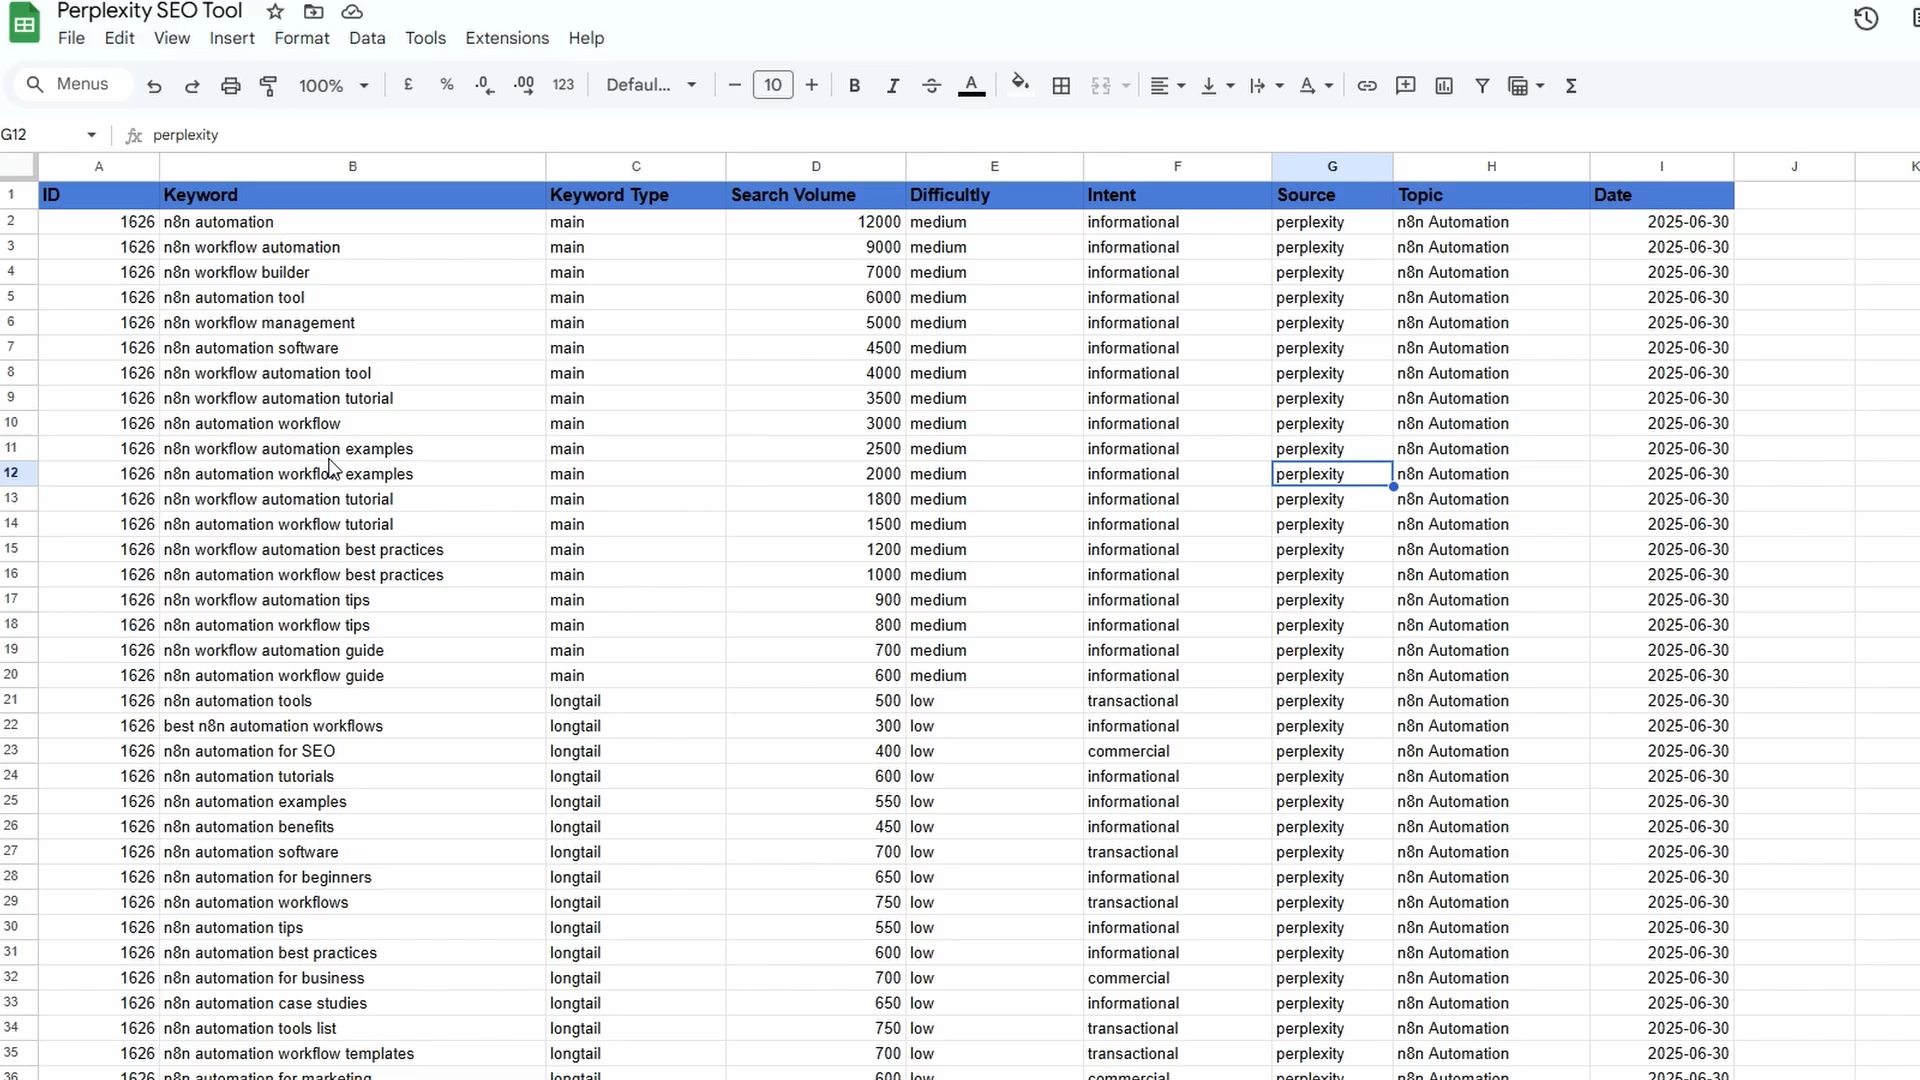 Perplexity SEO Tool
File Edit View Insert Format Data Tools Extensions Help
Menus 100% £ % .0 .00 123 Defaul... 10 B I A Σ
G12 fx perplexity
A B C D E F G H I J K
1 ID Keyword Keyword Type Search Volume Difficultly Intent Source Topic Date
2 1626 n8n automation main 12000 medium informational perplexity n8n Automation 2025-06-30
3 1626 n8n workflow automation main 9000 medium informational perplexity n8n Automation 2025-06-30
4 1626 n8n workflow builder main 7000 medium informational perplexity n8n Automation 2025-06-30
5 1626 n8n automation tool main 6000 medium informational perplexity n8n Automation 2025-06-30
6 1626 n8n workflow management main 5000 medium informational perplexity n8n Automation 2025-06-30
7 1626 n8n automation software main 4500 medium informational perplexity n8n Automation 2025-06-30
8 1626 n8n workflow automation tool main 4000 medium informational perplexity n8n Automation 2025-06-30
9 1626 n8n workflow automation tutorial main 3500 medium informational perplexity n8n Automation 2025-06-30
10 1626 n8n automation workflow main 3000 medium informational perplexity n8n Automation 2025-06-30
11 1626 n8n workflow automation examples main 2500 medium informational perplexity n8n Automation 2025-06-30
12 1626 n8n automation workflow examples main 2000 medium informational perplexity n8n Automation 2025-06-30
13 1626 n8n workflow automation tutorial main 1800 medium informational perplexity n8n Automation 2025-06-30
14 1626 n8n automation workflow tutorial main 1500 medium informational perplexity n8n Automation 2025-06-30
15 1626 n8n workflow automation best practices main 1200 medium informational perplexity n8n Automation 2025-06-30
16 1626 n8n automation workflow best practices main 1000 medium informational perplexity n8n Automation 2025-06-30
17 1626 n8n workflow automation tips main 900 medium informational perplexity n8n Automation 2025-06-30
18 1626 n8n automation workflow tips main 800 medium informational perplexity n8n Automation 2025-06-30
19 1626 n8n workflow automation guide main 700 medium informational perplexity n8n Automation 2025-06-30
20 1626 n8n automation workflow guide main 600 medium informational perplexity n8n Automation 2025-06-30
21 1626 n8n automation tools longtail 500 low transactional perplexity n8n Automation 2025-06-30
22 1626 best n8n automation workflows longtail 300 low informational perplexity n8n Automation 2025-06-30
23 1626 n8n automation for SEO longtail 400 low commercial perplexity n8n Automation 2025-06-30
24 1626 n8n automation tutorials longtail 600 low informational perplexity n8n Automation 2025-06-30
25 1626 n8n automation examples longtail 550 low informational perplexity n8n Automation 2025-06-30
26 1626 n8n automation benefits longtail 450 low informational perplexity n8n Automation 2025-06-30
27 1626 n8n automation software longtail 700 low transactional perplexity n8n Automation 2025-06-30
28 1626 n8n automation for beginners longtail 650 low informational perplexity n8n Automation 2025-06-30
29 1626 n8n automation workflows longtail 750 low transactional perplexity n8n Automation 2025-06-30
30 1626 n8n automation tips longtail 550 low informational perplexity n8n Automation 2025-06-30
31 1626 n8n automation best practices longtail 600 low informational perplexity n8n Automation 2025-06-30
32 1626 n8n automation for business longtail 700 low commercial perplexity n8n Automation 2025-06-30
33 1626 n8n automation case studies longtail 650 low informational perplexity n8n Automation 2025-06-30
34 1626 n8n automation tools list longtail 750 low transactional perplexity n8n Automation 2025-06-30
35 1626 n8n automation workflow templates longtail 700 low transactional perplexity n8n Automation 2025-06-30
36 1626 n8n automation for marketing longtail 600 low commercial perplexity n8n Automation 2025-06-30